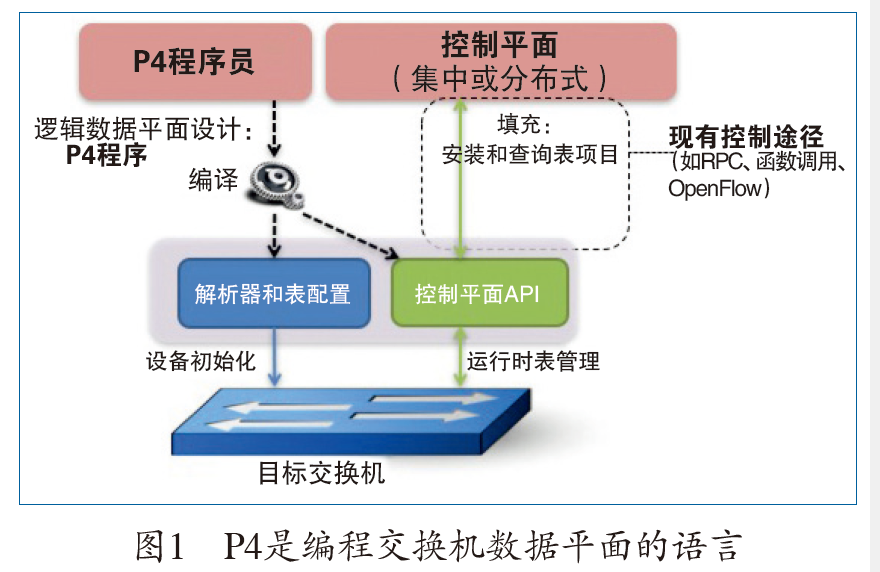 P4程序员
控制平面
（集中或分布式）
逻辑数据平面设计：
P4程序
编译
填充：
安装和查询表项目
现有控制途径
（如RPC、函数调用、
OpenFlow）
解析器和表配置
控制平面API
设备初始化
运行时表管理
目标交换机
图1　P4是编程交换机数据平面的语言